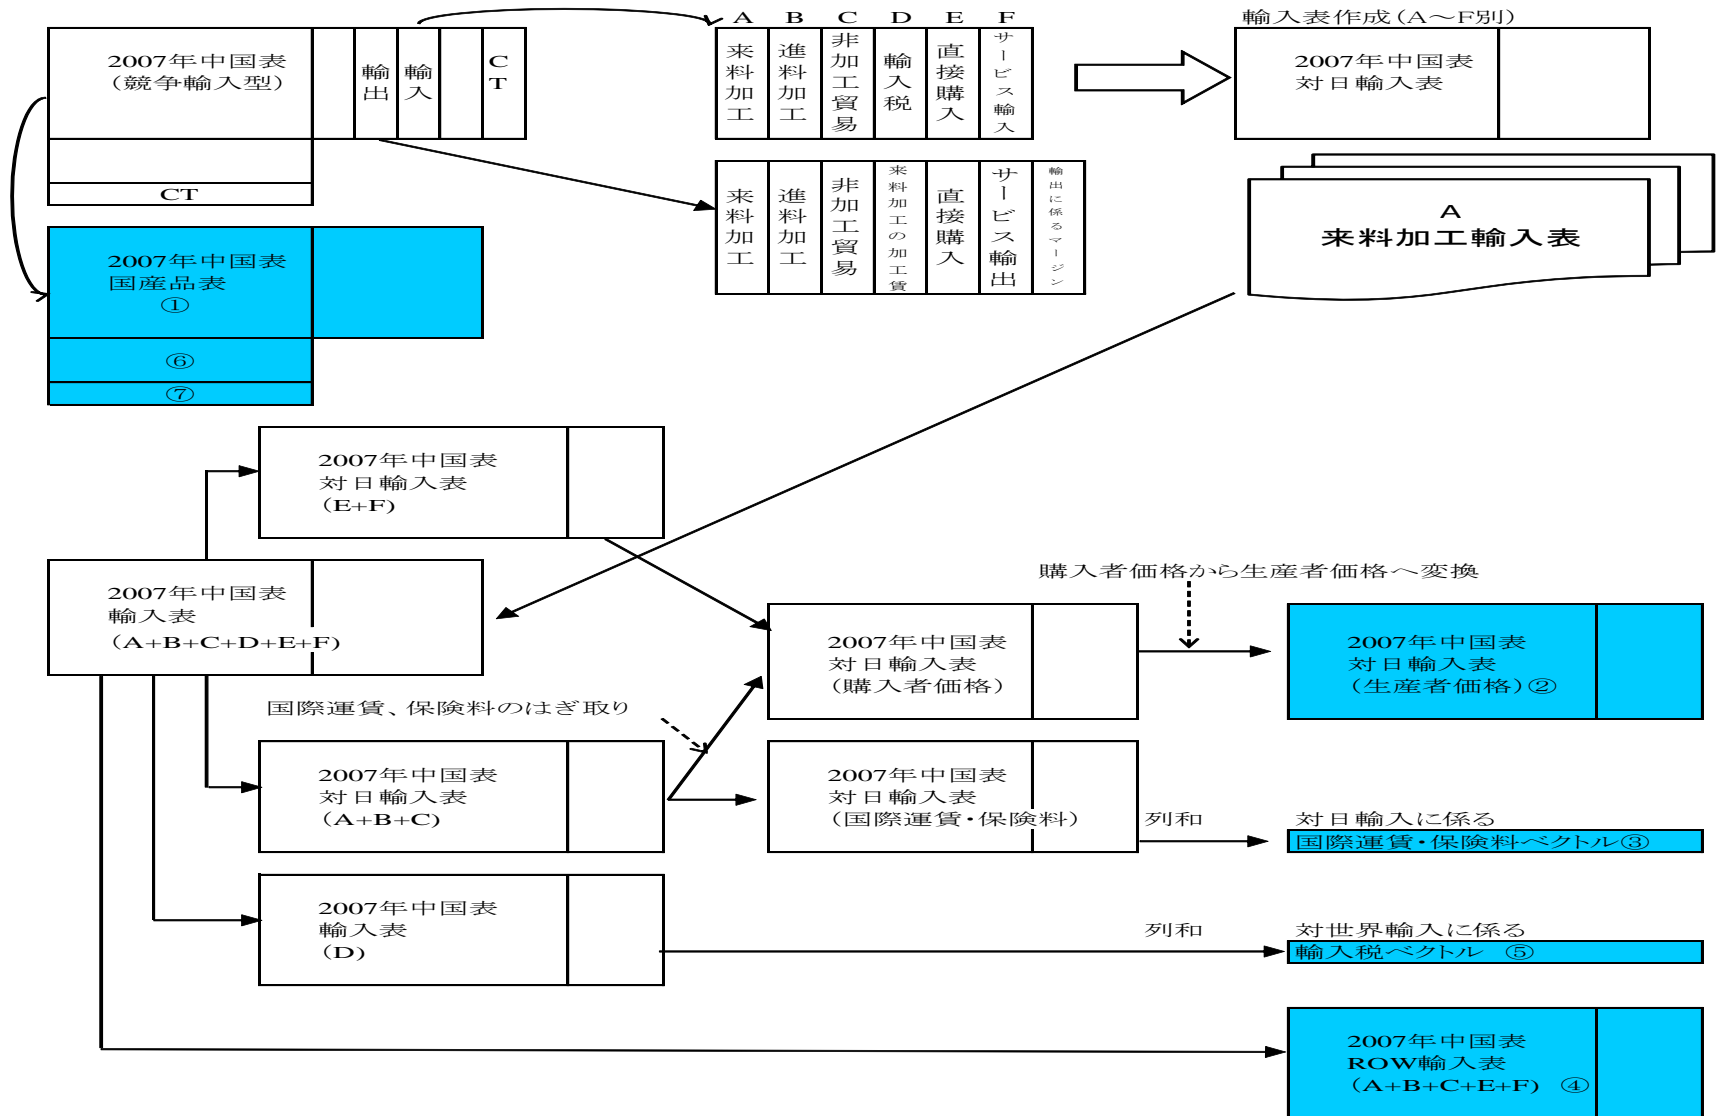 2007年中国表
(競争輸入型)
輸出
輸入
CT
CT
A B C D E F
来料加工
進料加工
非加工貿易
輸入税
直接購入
サービス輸入
輸入表作成(A～F別)
2007年中国表
対日輸入表
来料加工
進料加工
非加工貿易
来料加工の加工賃
直接購入
サービス輸出
輸出に係るマージン
A
来料加工輸入表
2007年中国表
国産品表
①
⑥
⑦
2007年中国表
対日輸入表
(E+F)
2007年中国表
輸入表
(A+B+C+D+E+F)
購入者価格から生産者価格へ変換
2007年中国表
対日輸入表
(購入者価格)
2007年中国表
対日輸入表
(生産者価格)②
国際運賃、保険料のはぎ取り
2007年中国表
対日輸入表
(A+B+C)
2007年中国表
対日輸入表
(国際運賃・保険料)
列和
対日輸入に係る
国際運賃・保険料ベクトル③
2007年中国表
輸入表
(D)
列和
対世界輸入に係る
輸入税ベクトル ⑤
2007年中国表
ROW輸入表
(A+B+C+E+F) ④